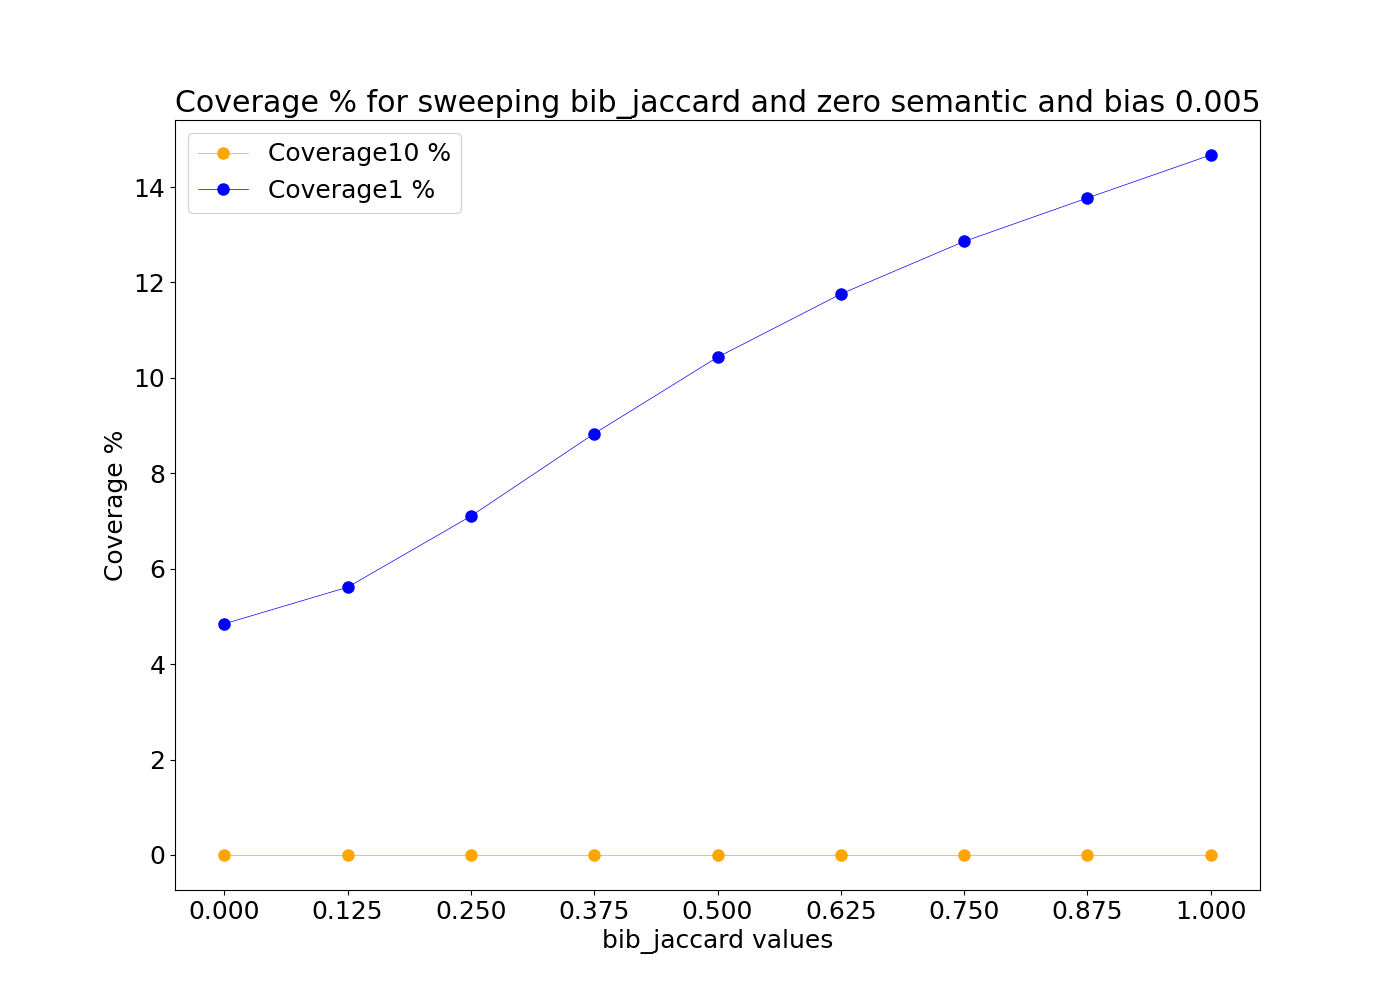 Coverage % for sweeping bib_jaccard and zero semantic and bias 0.005
Coverage10 %
Coverage1 %
Coverage %
14
12
10
8
6
4
2
0
0.000 0.125 0.250 0.375 0.500 0.625 0.750 0.875 1.000
bib_jaccard values